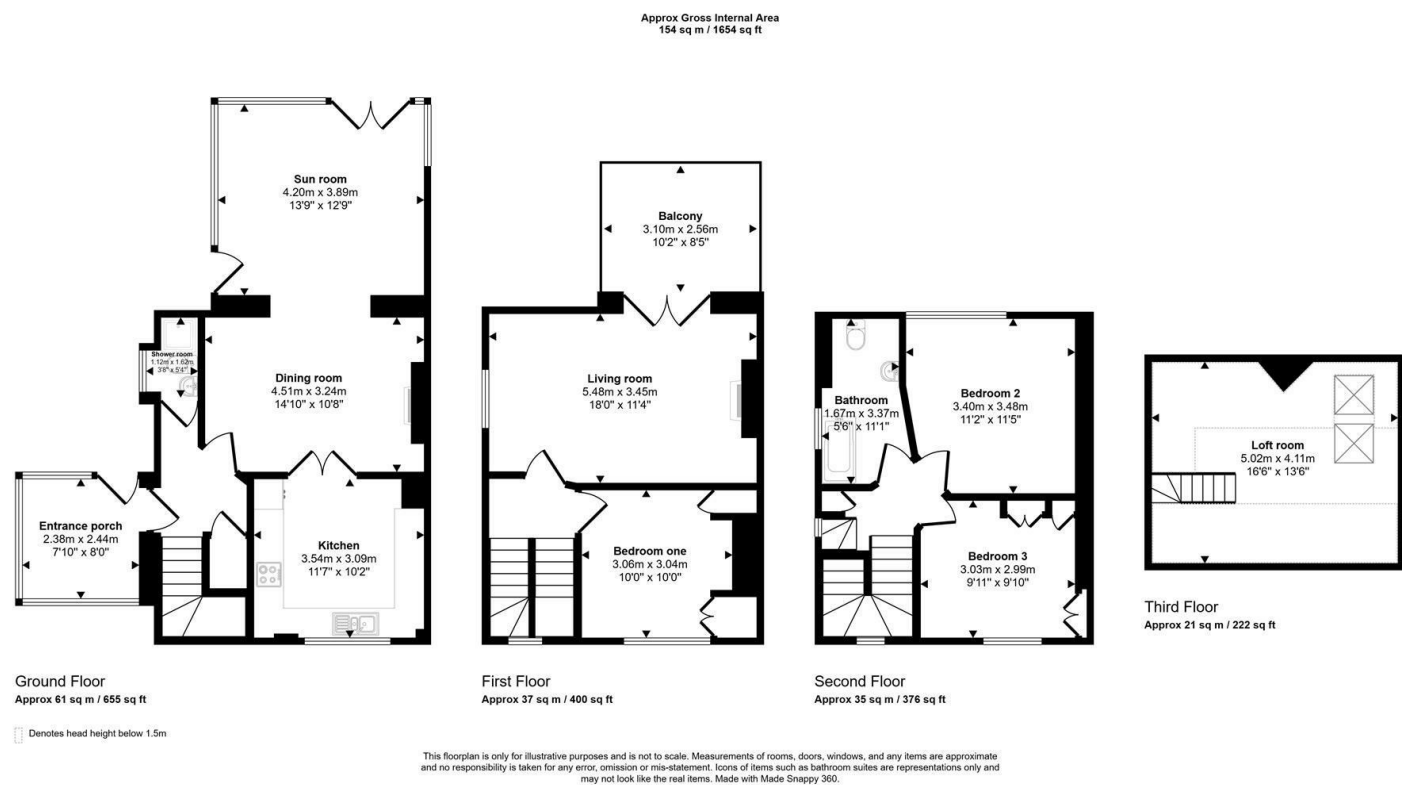 Approx Gross Internal Area
154 sq m / 1654 sq ft
Sun room
4.20m x 3.89m
13'9" x 12'9"
Shower room
1.12m x 1.62m
3'8" x 5'4"
Dining room
4.51m x 3.24m
14'10" x 10'8"
Entrance porch
2.38m x 2.44m
7'10" x 8'0"
Kitchen
3.54m x 3.09m
11'7" x 10'2"
Ground Floor
Approx 61 sq m / 655 sq ft
Balcony
3.10m x 2.56m
10'2" x 8'5"
Living room
5.48m x 3.45m
18'0" x 11'4"
Bedroom one
3.06m x 3.04m
10'0" x 10'0"
First Floor
Approx 37 sq m / 400 sq ft
Bathroom
1.67m x 3.37m
5'6" x 11'1"
Bedroom 2
3.40m x 3.48m
11'2" x 11'5"
Bedroom 3
3.03m x 2.99m
9'11" x 9'10"
Second Floor
Approx 35 sq m / 376 sq ft
Loft room
5.02m x 4.11m
16'6" x 13'6"
Third Floor
Approx 21 sq m / 222 sq ft
Denotes head height below 1.5m
This floorplan is only for illustrative purposes and is not to scale. Measurements of rooms, doors, windows, and any items are approximate
and no responsibility is taken for any error, omission or mis-statement. Icons of items such as bathroom suites are representations only and
may not look like the real items. Made with Made Snappy 360.